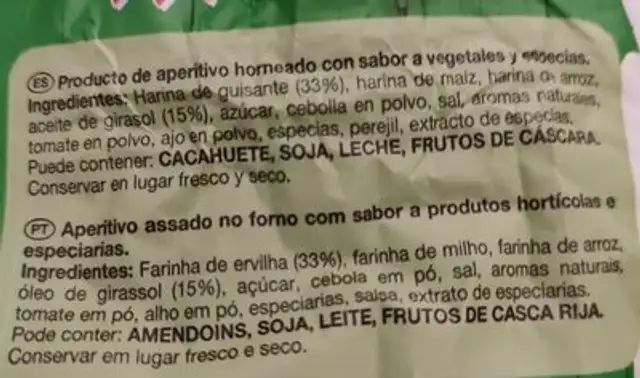 ES Producto de aperitivo horneado con sabor a vegetales y especias.
Ingredientes: Harina de guisante (33%), harina de maíz, harina de arroz,
aceite de girasol (15%), azúcar, cebolla en polvo, sal, aromas naturales,
tomate en polvo, ajo en polvo, especias, perejil, extracto de especias.
Puede contener: CACAHUETE, SOJA, LECHE, FRUTOS DE CÁSCARA.
Conservar en lugar fresco y seco.
PT Aperitivo assado no forno com sabor a produtos hortícolas e
especiarias.
Ingredientes: Farinha de ervilha (33%), farinha de milho, farinha de arroz,
óleo de girassol (15%), açúcar, cebola em pó, sal, aromas naturais,
tomate em pó, alho em pó, especiarias, salsa, extrato de especiarias.
Pode conter: AMENDOINS, SOJA, LEITE, FRUTOS DE CASCA RIJA.
Conservar em lugar fresco e seco.